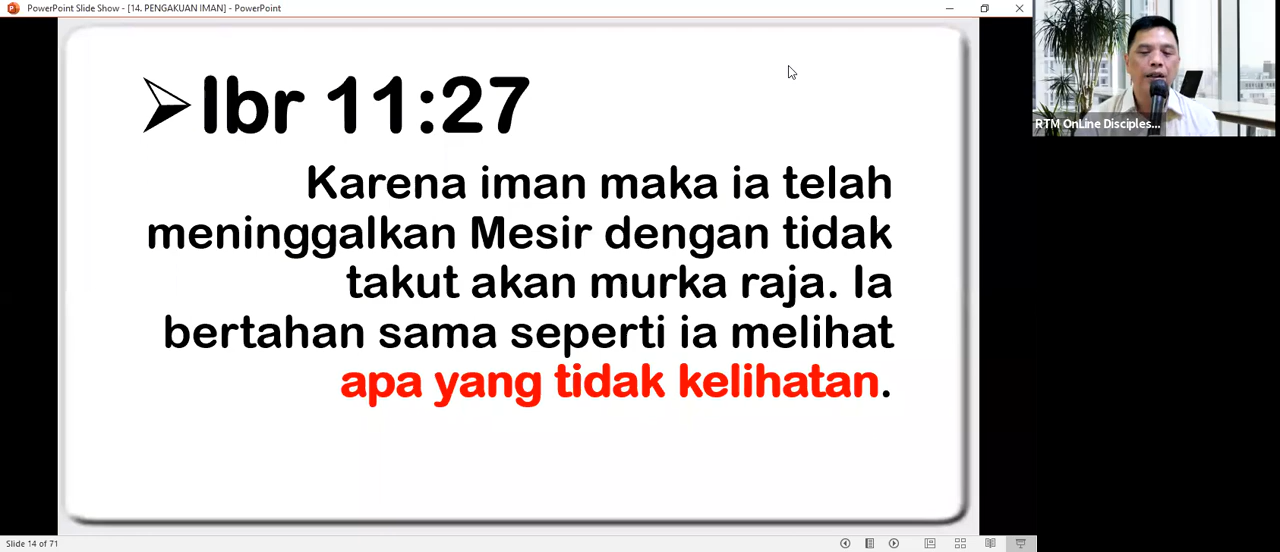 PowerPoint Slide Show - [14. PENGAKUAN IMAN] - PowerPoint
RTM OnLine Disciples...
Ibr 11:27
Karena iman maka ia telah
meninggalkan Mesir dengan tidak
takut akan murka raja. Ia
bertahan sama seperti ia melihat
apa yang tidak kelihatan.
Slide 14 of 71